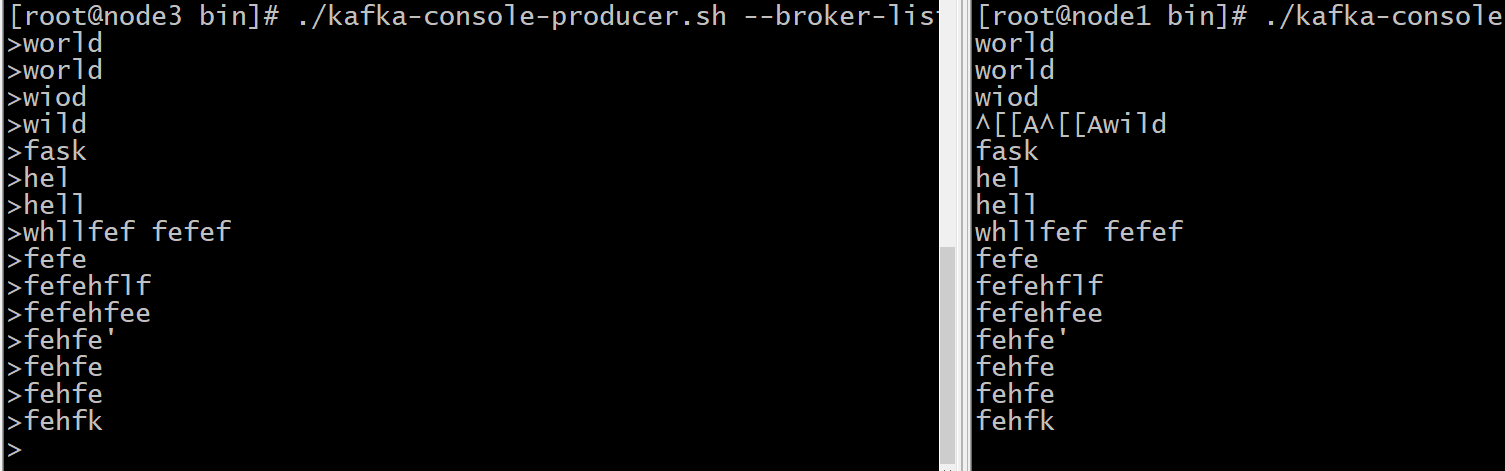 [root@node3 bin]# ./kafka-console-producer.sh --broker-lis
>world
>world
>wiod
>wild
>fask
>hel
>hell
>whllfef fefef
>fefe
>fefehflf
>fefehfee
>fehfe'
>fehfe
>fehfe
>fehfk
>
[root@node1 bin]# ./kafka-console
world
world
wiod
^[[A^[[Awild
fask
hel
hell
whllfef fefef
fefe
fefehflf
fefehfee
fehfe'
fehfe
fehfe
fehfk